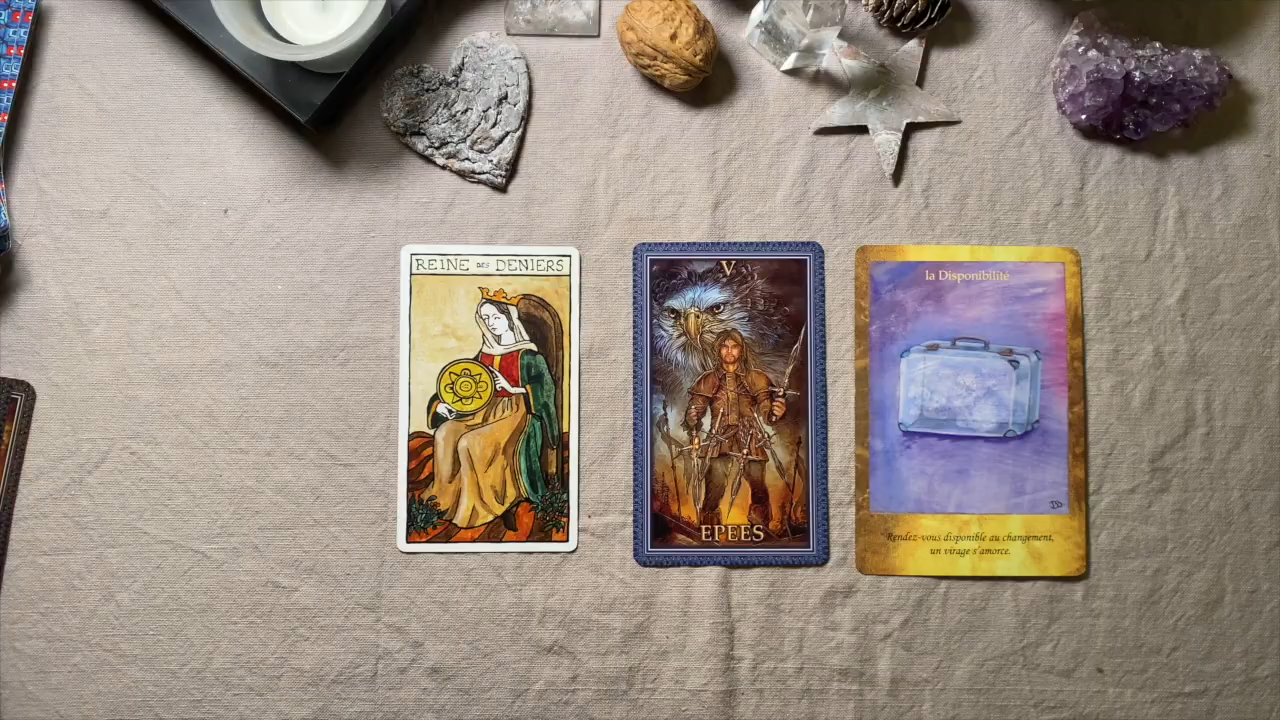 REINE DES DENIERS
V
EPEES
la Disponibilité
Rendez-vous disponible au changement,
un virage s'amorce.